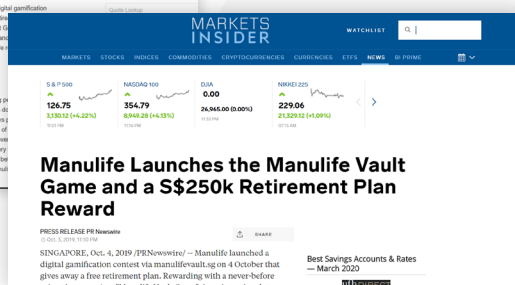 igital gamification
Quote Lookup
MARKETS
INSIDER
WATCHLIST
MARKETS STOCKS INDICES COMMODITIES CRYPTOCURRENCIES CURRENCIES ETFS NEWS BI PRIME
S & P 500
126.75
3,130.12 (+4.22%)
NASDAQ 100
354.79
8,949.28 (+4.13%)
DJIA
0.00
26,965.00 (0.00%)
NIKKEI 225
229.06
21,329.12 (+1.09%)
Manulife Launches the Manulife Vault
Game and a S$250k Retirement Plan
Reward
PRESS RELEASE PR Newswire
Oct. 3, 2019, 11:10 PM
SHARE
SINGAPORE, Oct. 4, 2019 /PRNewswire/ -- Manulife launched a
digital gamification contest via manulifevault.sg on 4 October that
gives away a free retirement plan. Rewarding with a never-before
Best Savings Accounts & Rates
— March 2020